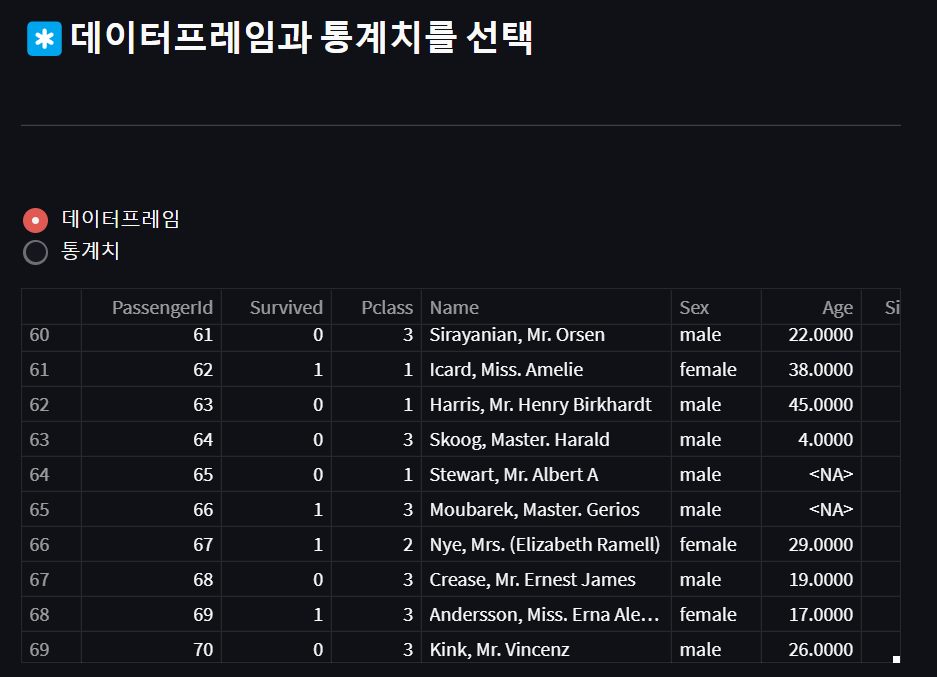 데이터프레임과 통계치를 선택
데이터프레임
통계치
PassengerId Survived Pclass Name Sex Age Si
60 61 0 3 Sirayanian, Mr. Orsen male 22.0000
61 62 1 1 Icard, Miss. Amelie female 38.0000
62 63 0 1 Harris, Mr. Henry Birkhardt male 45.0000
63 64 0 3 Skoog, Master. Harald male 4.0000
64 65 0 1 Stewart, Mr. Albert A male <NA>
65 66 1 3 Moubarek, Master. Gerios male <NA>
66 67 1 2 Nye, Mrs. (Elizabeth Ramell) female 29.0000
67 68 0 3 Crease, Mr. Ernest James male 19.0000
68 69 1 3 Andersson, Miss. Erna Ale… female 17.0000
69 70 0 3 Kink, Mr. Vincenz male 26.0000